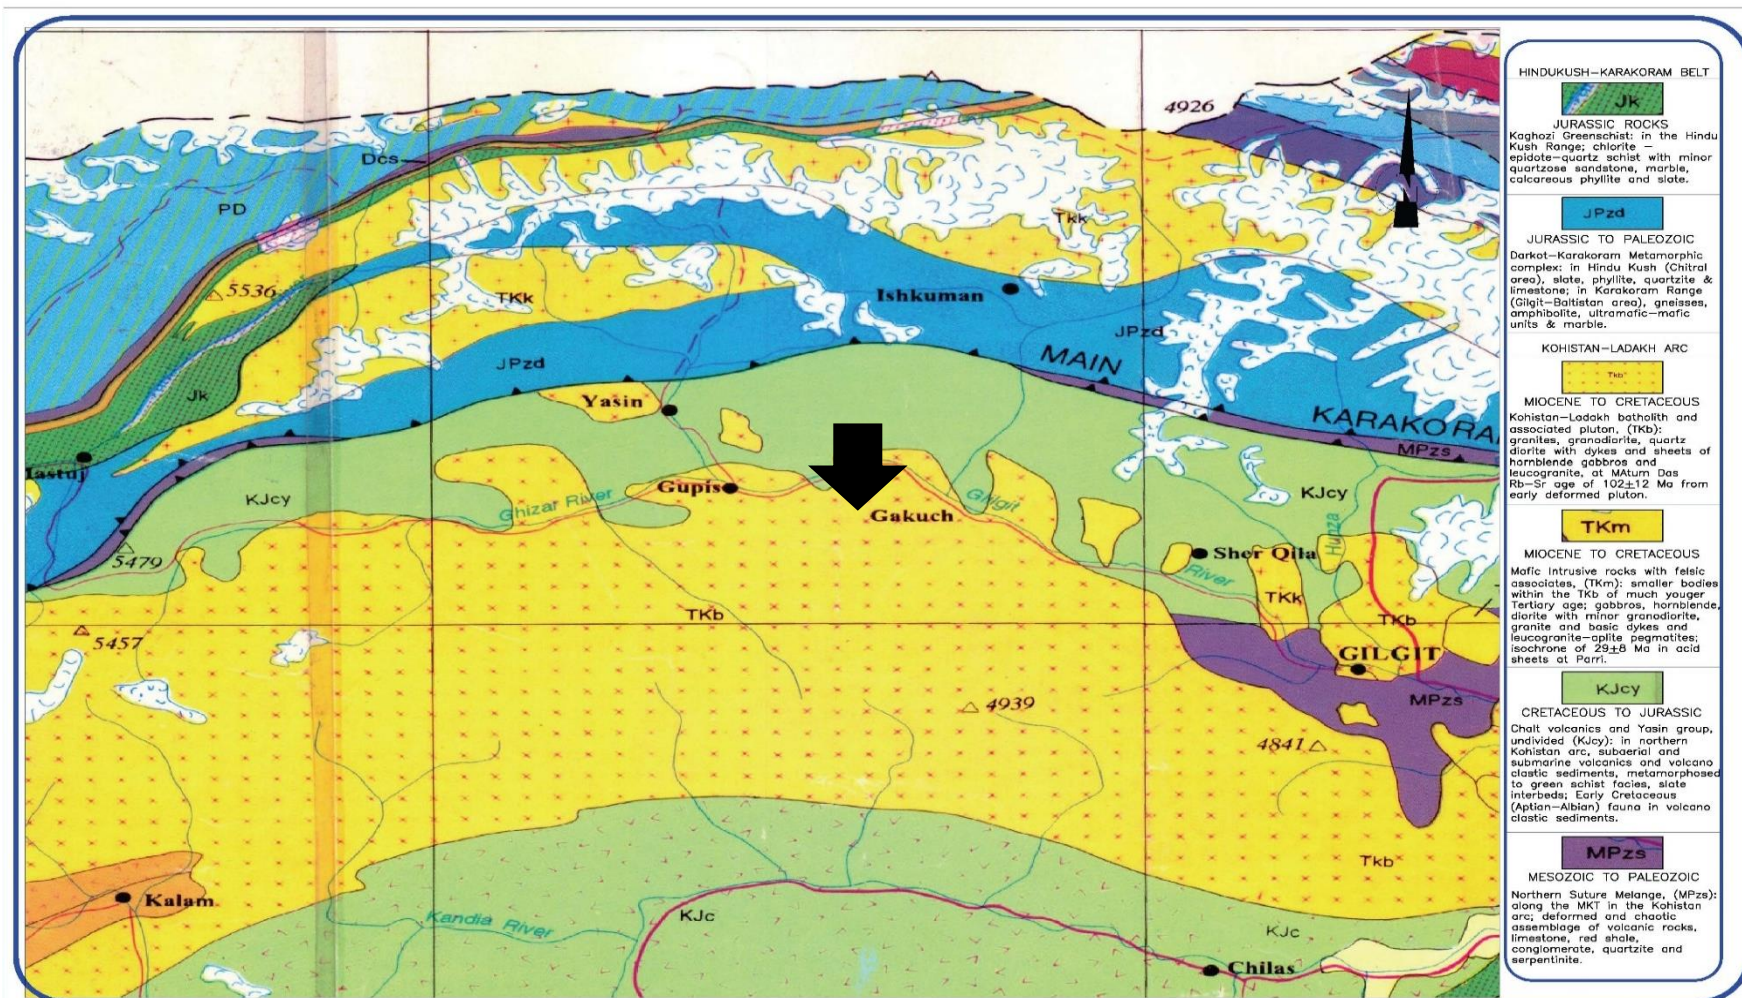 4926
Dcs
PD
Tkk
5536
TKk
Ishkuman
JPzd
MAIN
JPzd
Jk
Yasin
KARAKORA
MPzs
Mastuj
KJcy
Ghizar River
Gupis
Gakuch
Ghlgit
KJcy
Hunza
5479
Sher Qila
River
TKk
TKb
TKb
5457
GILGIT
4939
MPzs
4841
Tkb
Kalam
Kandia River
KJc
KJc
Chilas
HINDUKUSH-KARAKORAM BELT
Jk
JURASSIC ROCKS
Kaghozi Greenschist: in the Hindu
Kush Range; chlorite –
epidote-quartz schist with minor
quartzose sandstone, marble,
calcareous phyllite and slate.
JPzd
JURASSIC TO PALEOZOIC
Darkot-Karakoram Metamorphic
complex: in Hindu Kush (Chitral
area), slate, phyllite, quartzite &
limestone; in Karakoram Range
(Gilgit-Baltistan area), gneisses,
amphibolite, ultramafic-mafic
units & marble.
KOHISTAN-LADAKH ARC
Tkb
MIOCENE TO CRETACEOUS
Kohistan-Ladakh batholith and
associated pluton, (TKb):
granites, granodiorite, quartz
diorite with dykes and sheets of
hornblende gabbros and
leucogranite, at MAtum Das
Rb-Sr age of 102±12 Ma from
early deformed pluton.
TKm
MIOCENE TO CRETACEOUS
Mafic Intrusive rocks with felsic
associates, (TKm): smaller bodies
within the TKb of much youger
Tertiary age; gabbros, hornblende,
diorite with minor granodiorite,
granite and basic dykes and
leucogranite-aplite pegmatites;
isochrone of 29±8 Ma in acid
sheets at Parri.
KJcy
CRETACEOUS TO JURASSIC
Chalt volcanics and Yasin group,
undivided (KJcy): in northern
Kohistan arc, subaerial and
submarine volcanics and volcano
clastic sediments, metamorphosed
to green schist facies, slate
interbeds; Early Cretaceous
(Aptian-Albian) fauna in volcano
clastic sediments.
MPzs
MESOZOIC TO PALEOZOIC
Northern Suture Melange, (MPzs):
along the MKT in the Kohistan
arc; deformed and chaotic
assemblage of volcanic rocks,
limestone, red shale,
conglomerate, quartzite and
serpentinite.